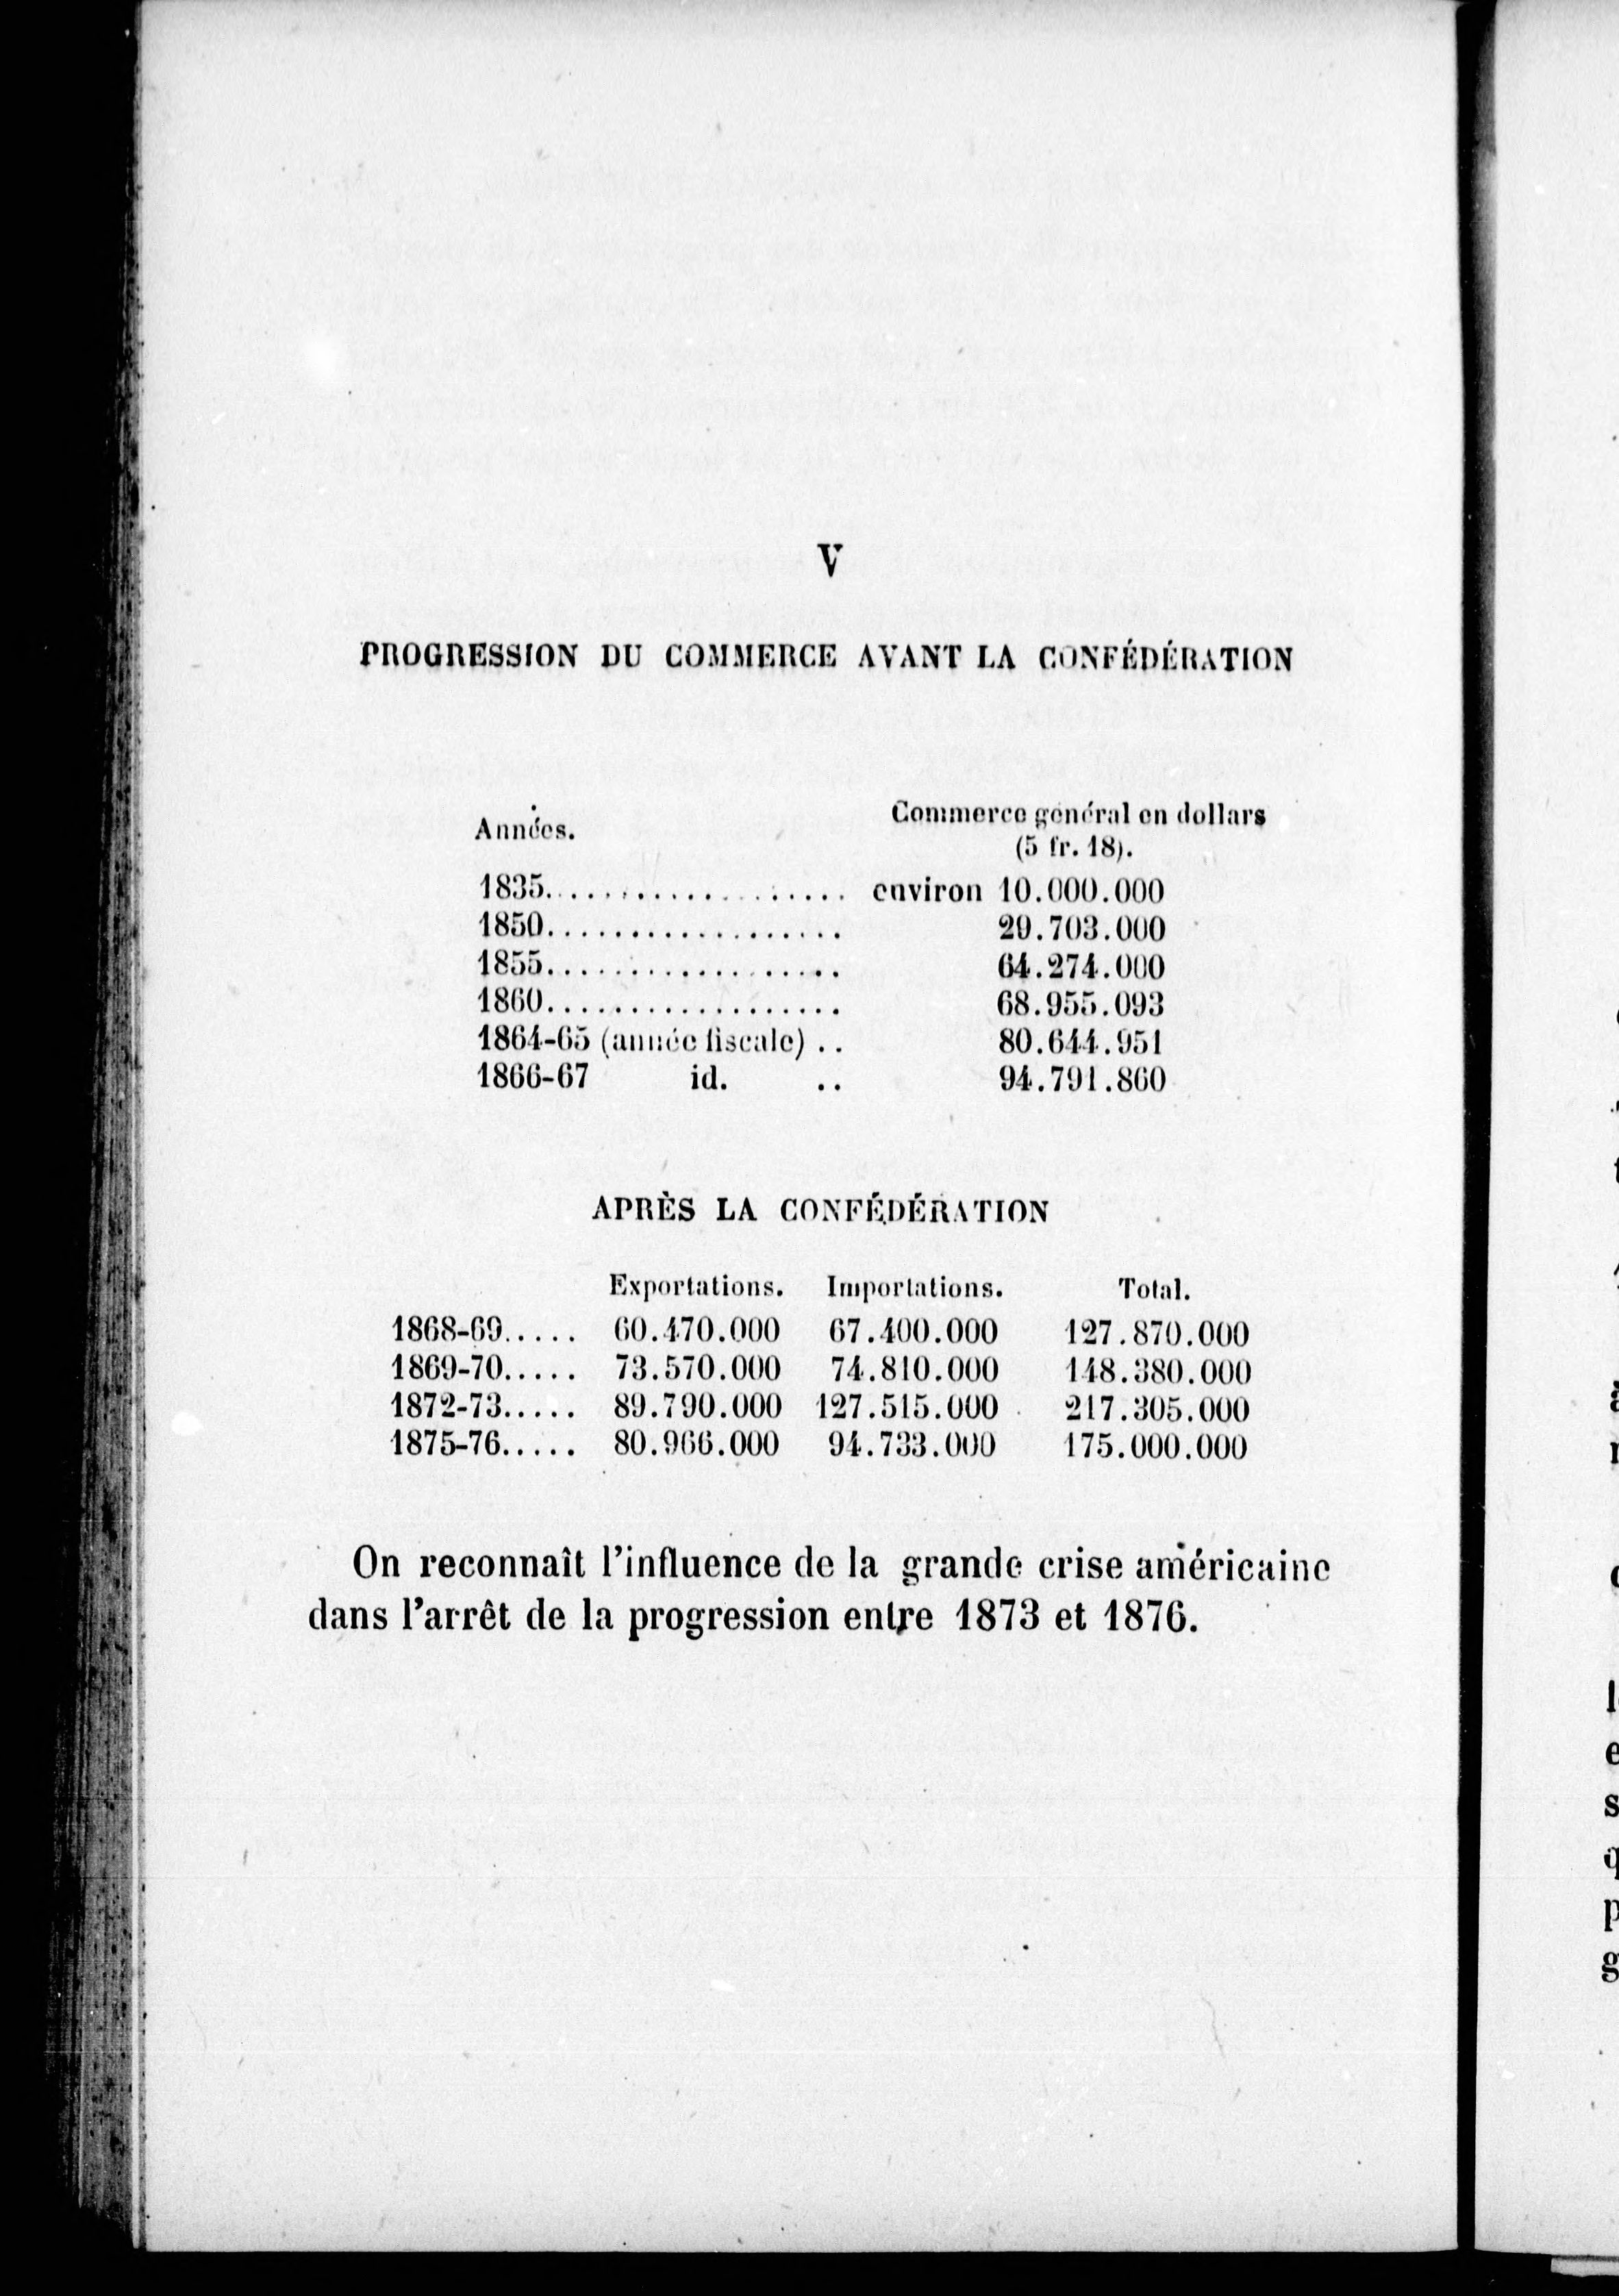 V
PROGRESSION DU COMMERCE AVANT LA CONFÉDÉRATION
Années. Commerce général en dollars
(5 fr. 18).
1835.................... environ 10.000.000
1850................... 29.703.000
1855................... 64.274.000
1860................... 68.955.093
1864-65 (année fiscale) .. 80.644.951
1866-67 id. .. 94.791.860
APRÈS LA CONFÉDÉRATION
Exportations. Importations. Total.
1868-69..... 60.470.000 67.400.000 127.870.000
1869-70..... 73.570.000 74.810.000 148.380.000
1872-73..... 89.790.000 127.515.000 217.305.000
1875-76..... 80.966.000 94.733.000 175.000.000
On reconnaît l'influence de la grande crise américaine
dans l'arrêt de la progression entre 1873 et 1876.